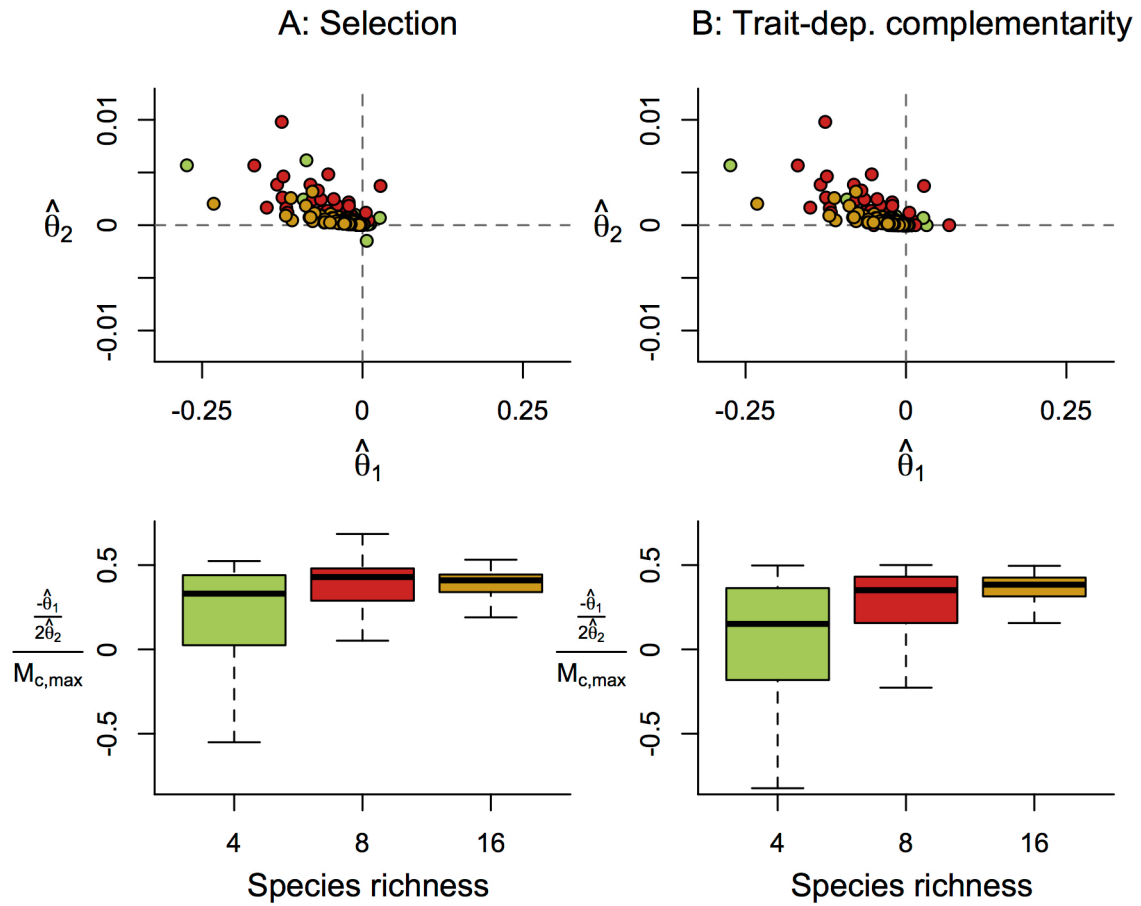 A: Selection
B: Trait-dep. complementarity
0.01
0
-0.01
θ̂2
-0.25
0
0.25
θ̂1
0.01
0
-0.01
θ̂2
-0.25
0
0.25
θ̂1
0.5
0
-0.5
-θ̂1
2θ̂2
Mc,max
4
8
16
Species richness
0.5
0
-0.5
-θ̂1
2θ̂2
Mc,max
4
8
16
Species richness